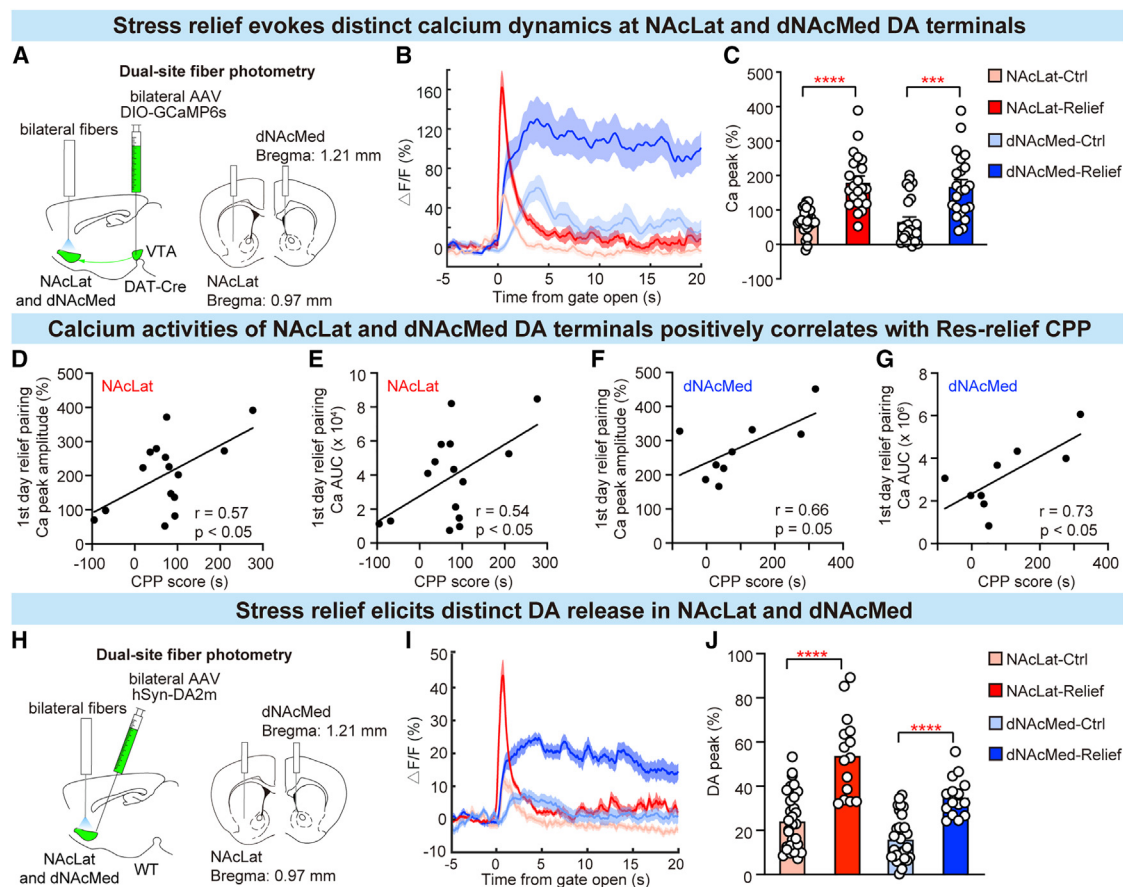 Stress relief evokes distinct calcium dynamics at NAcLat and dNAcMed DA terminals
A
Dual-site fiber photometry
bilateral AAV
DIO-GCaMP6s
bilateral fibers
dNAcMed
Bregma: 1.21 mm
VTA
NAcLat
and dNAcMed
DAT-Cre
NAcLat
Bregma: 0.97 mm
B
△F/F (%)
160
120
80
40
0
-5
0
5
10
15
20
Time from gate open (s)
C
Ca peak (%)
500
400
300
200
100
0
-100
****
***
NAcLat-Ctrl
NAcLat-Relief
dNAcMed-Ctrl
dNAcMed-Relief
Calcium activities of NAcLat and dNAcMed DA terminals positively correlates with Res-relief CPP
D
NAcLat
1st day relief pairing
Ca peak amplitude (%)
500
400
300
200
100
0
-100
0
100
200
300
CPP score (s)
r = 0.57
p < 0.05
E
NAcLat
1st day relief pairing
Ca AUC (x 10⁴)
10
8
6
4
2
0
-100
0
100
200
300
CPP score (s)
r = 0.54
p < 0.05
F
dNAcMed
1st day relief pairing
Ca peak amplitude (%)
500
400
300
200
100
0
0
200
400
CPP score (s)
r = 0.66
p = 0.05
G
dNAcMed
1st day relief pairing
Ca AUC (x 10⁶)
8
6
4
2
0
0
200
400
CPP score (s)
r = 0.73
p < 0.05
Stress relief elicits distinct DA release in NAcLat and dNAcMed
H
Dual-site fiber photometry
bilateral AAV
hSyn-DA2m
bilateral fibers
dNAcMed
Bregma: 1.21 mm
NAcLat
and dNAcMed
WT
NAcLat
Bregma: 0.97 mm
I
△F/F (%)
50
40
30
20
10
0
-10
-5
0
5
10
15
20
Time from gate open (s)
J
DA peak (%)
100
80
60
40
20
0
****
****
NAcLat-Ctrl
NAcLat-Relief
dNAcMed-Ctrl
dNAcMed-Relief